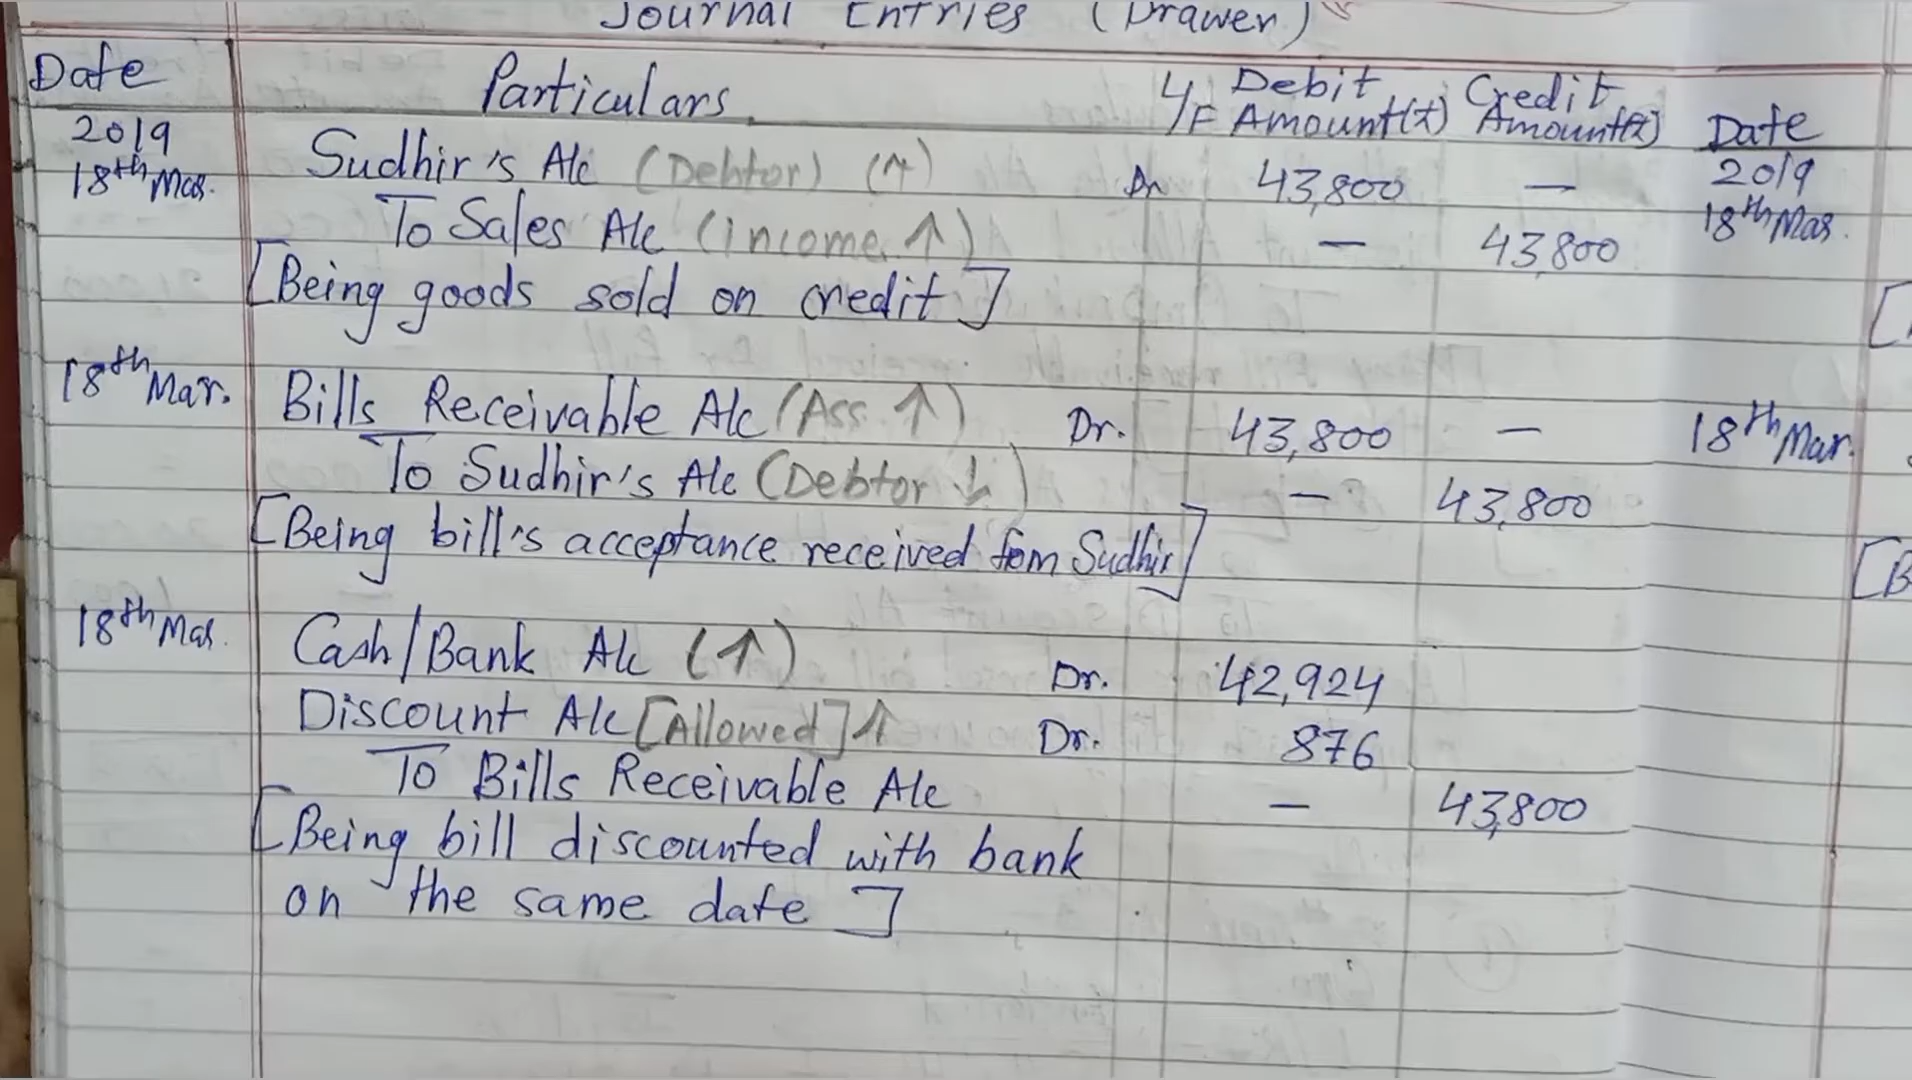 Journal Entries (Drawer)
Date Particulars L/F Debit Amount(₹) Credit Amount(₹) Date
2019 2019
18th Mar. Sudhir's A/c (Debtor) (↑) Dr 43,800 — 18th Mar.
To Sales A/c (income ↑) — 43,800
[Being goods sold on credit]
18th Mar. Bills Receivable A/c (Ass. ↑) Dr. 43,800 — 18th Mar.
To Sudhir's A/c (Debtor ↓) — 43,800
[Being bill's acceptance received fom Sudhir]
18th Mar. Cash/Bank A/c (↑) Dr. 42,924
Discount A/c [Allowed] ↑ Dr. 876
To Bills Receivable A/c — 43,800
[Being bill discounted with bank
on the same date]
[B